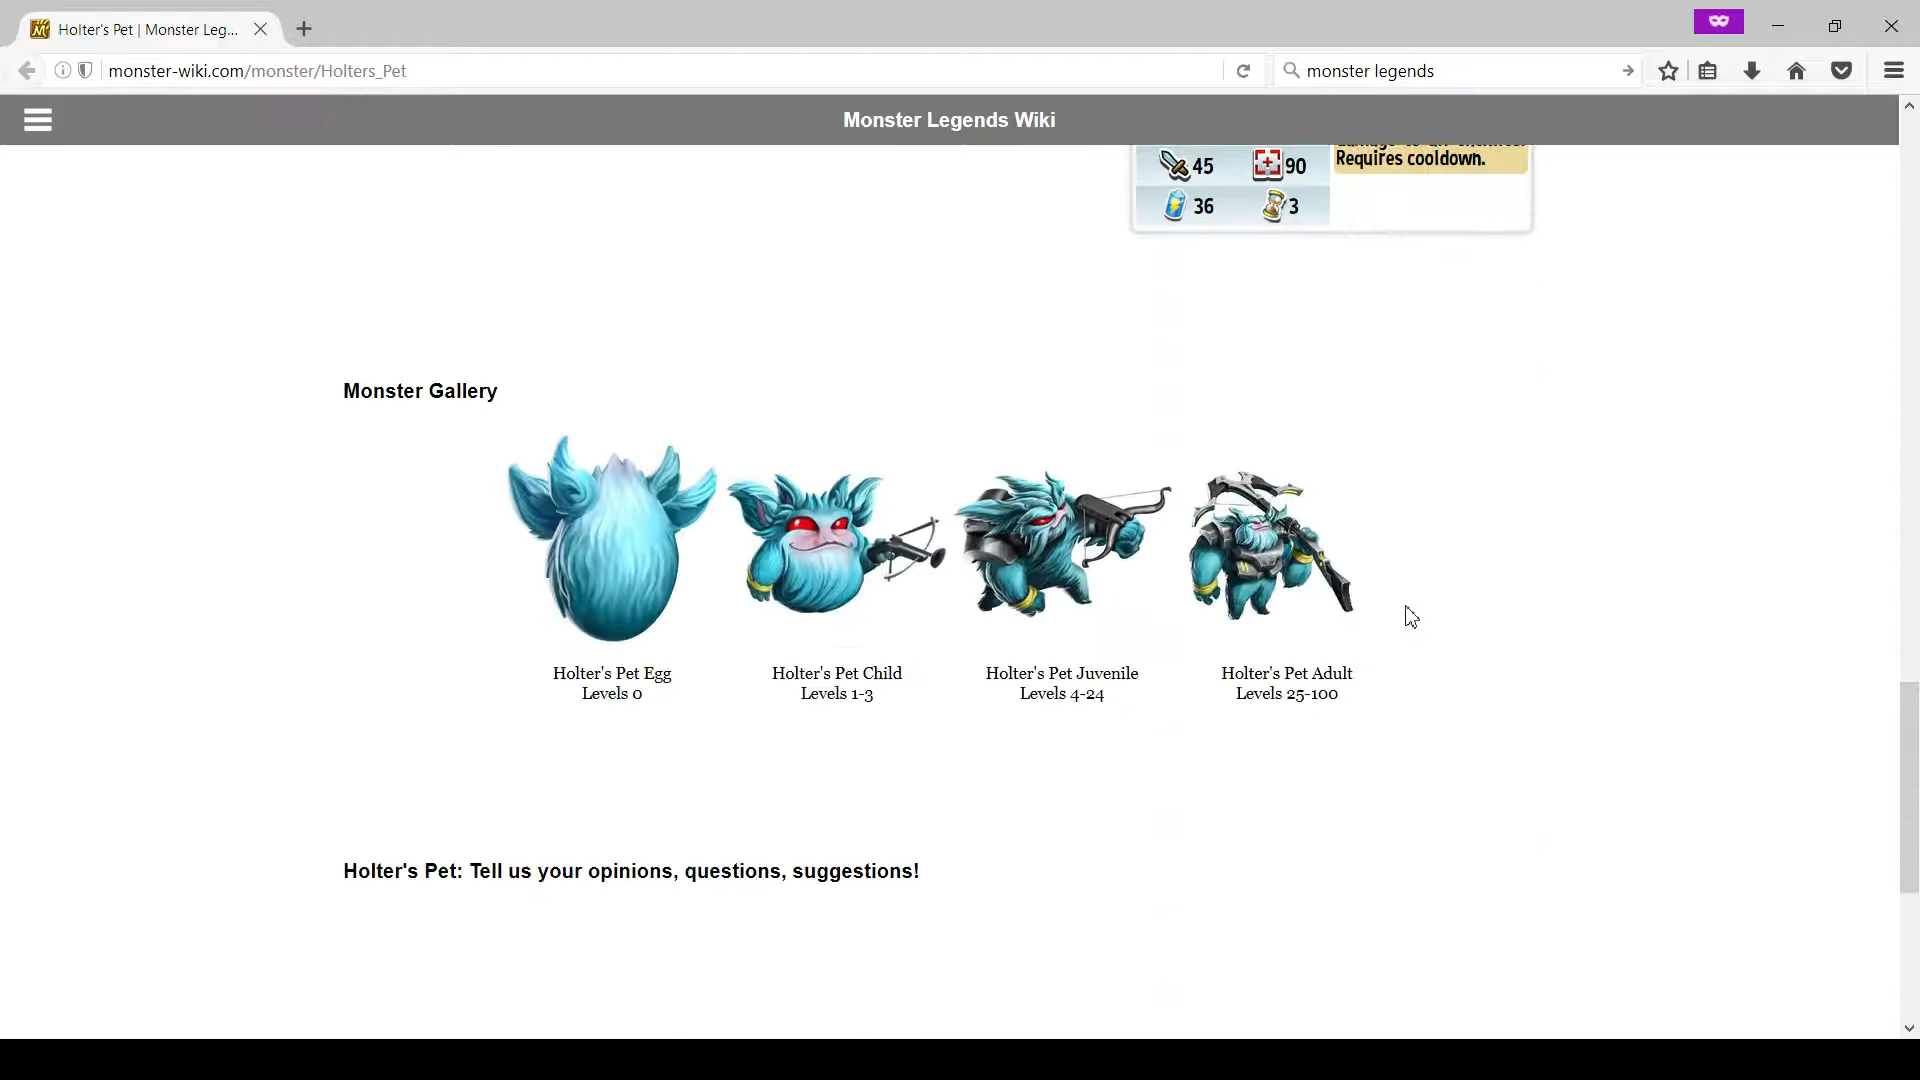 Holter's Pet | Monster Leg...
monster-wiki.com/monster/Holters_Pet
monster legends
Monster Legends Wiki
45 90
Requires cooldown.
36 3
Monster Gallery
Holter's Pet Egg
Levels 0
Holter's Pet Child
Levels 1-3
Holter's Pet Juvenile
Levels 4-24
Holter's Pet Adult
Levels 25-100
Holter's Pet: Tell us your opinions, questions, suggestions!